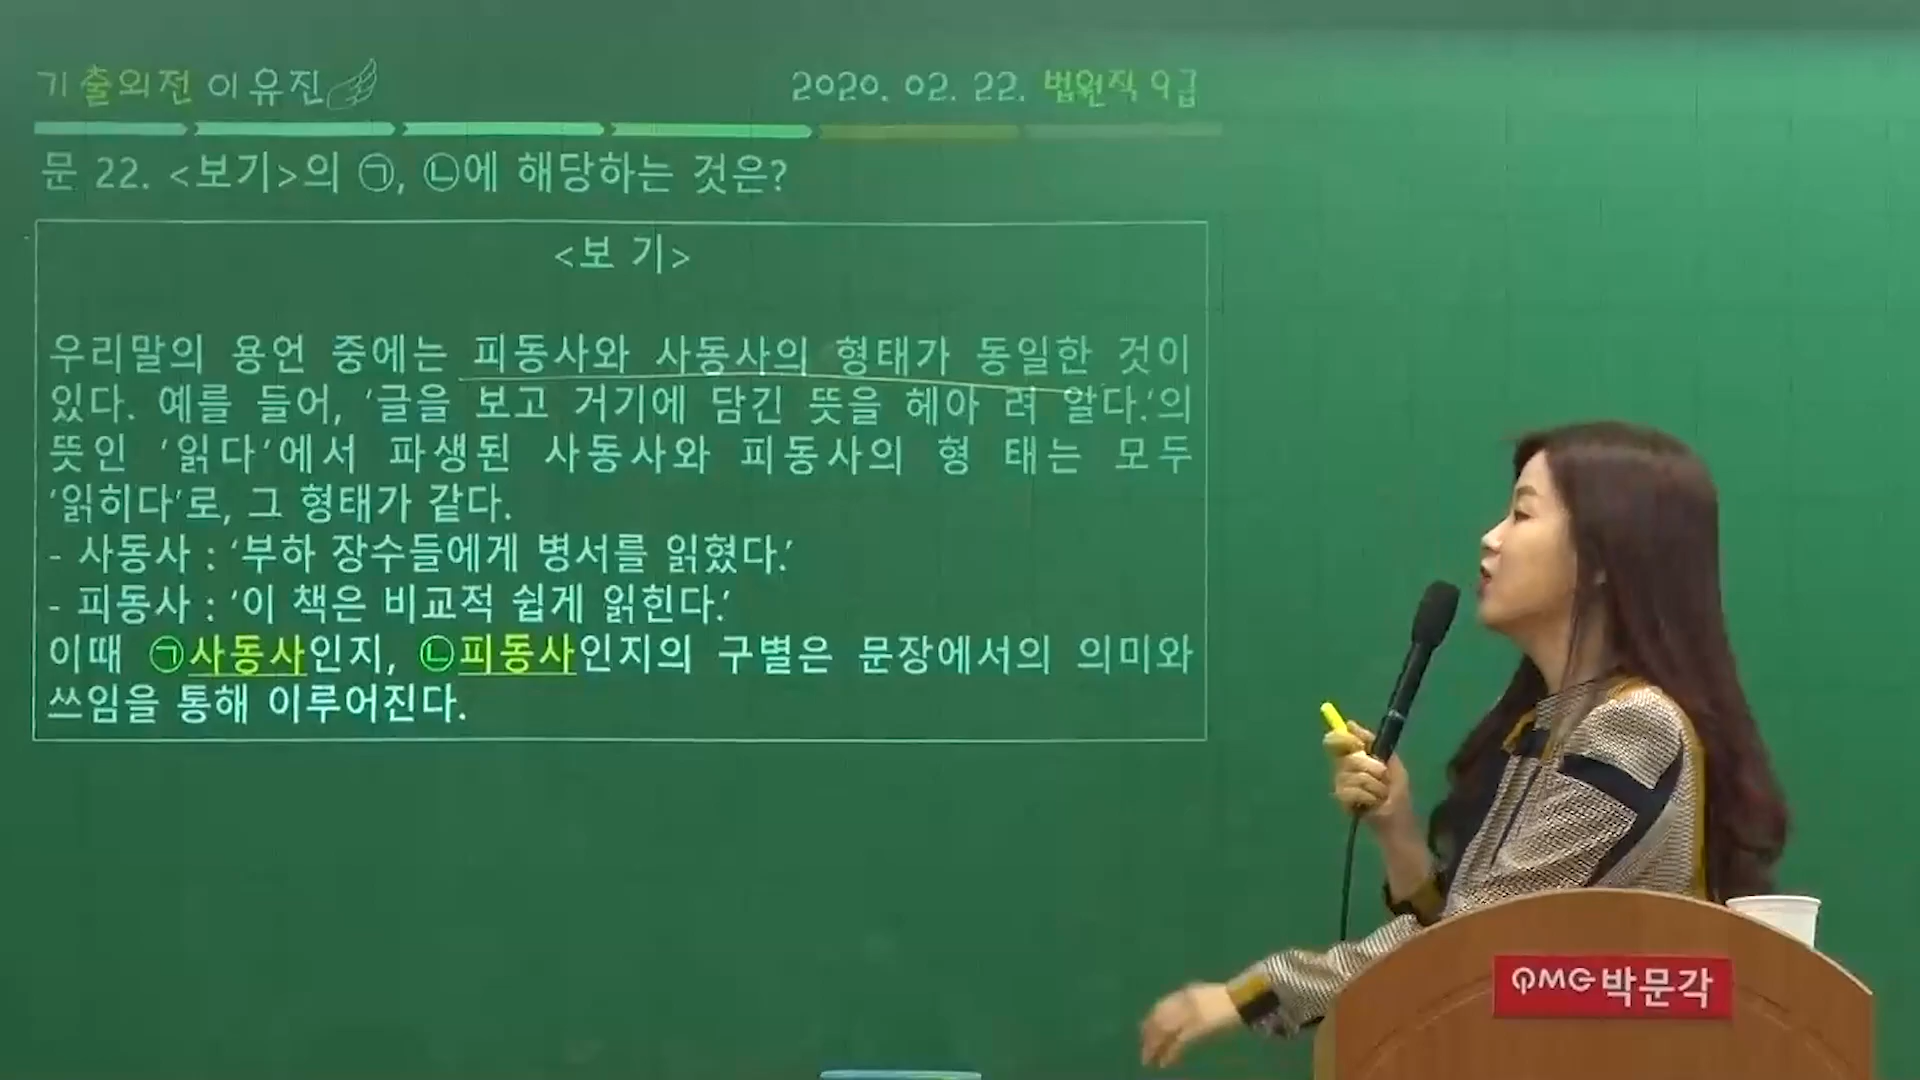 기출외전 이유진
2020. 02. 22. 법원직 9급
문 22. <보기>의 ㉠, ㉡에 해당하는 것은?
<보 기>
우리말의 용언 중에는 피동사와 사동사의 형태가 동일한 것이
있다. 예를 들어, ‘글을 보고 거기에 담긴 뜻을 헤아 려 알다.’의
뜻인 ‘읽다’에서 파생된 사동사와 피동사의 형 태는 모두
‘읽히다’로, 그 형태가 같다.
- 사동사 : ‘부하 장수들에게 병서를 읽혔다.’
- 피동사 : ‘이 책은 비교적 쉽게 읽힌다.’
이때 ㉠사동사인지, ㉡피동사인지의 구별은 문장에서의 의미와
쓰임을 통해 이루어진다.
PMG 박문각